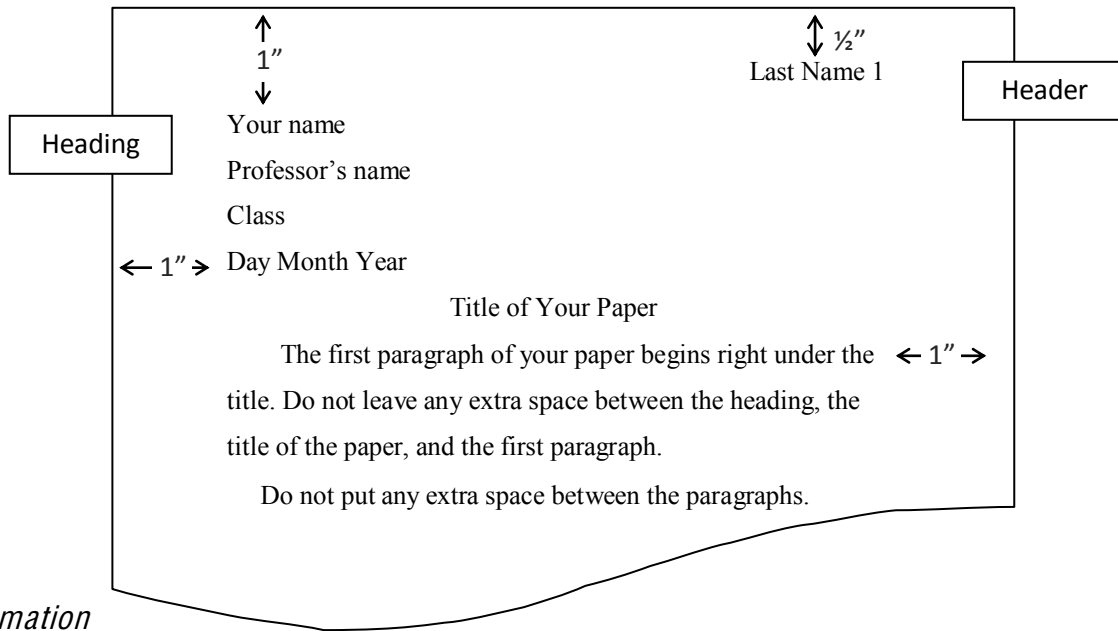 1”
½”
Last Name 1
Header
Heading
Your name
Professor’s name
Class
1” Day Month Year
Title of Your Paper
The first paragraph of your paper begins right under the 1”
title. Do not leave any extra space between the heading, the
title of the paper, and the first paragraph.
Do not put any extra space between the paragraphs.
mation